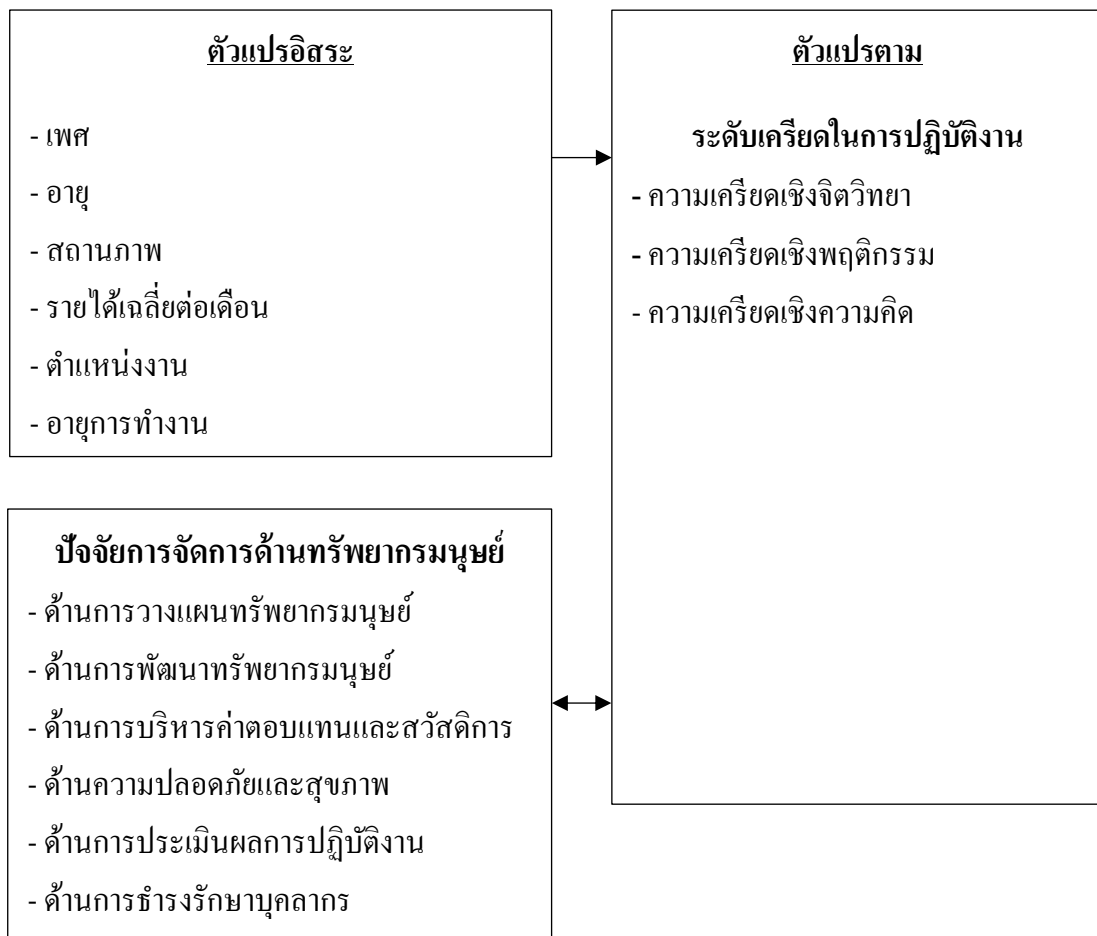 ตัวแปรอิสระ
- เพศ
- อายุ
- สถานภาพ
- รายได้เฉลี่ยต่อเดือน
- ตำแหน่งงาน
- อายุการทำงาน
ตัวแปรตาม
ระดับเครียดในการปฏิบัติงาน
- ความเครียดเชิงจิตวิทยา
- ความเครียดเชิงพฤติกรรม
- ความเครียดเชิงความคิด
ปัจจัยการจัดการด้านทรัพยากรมนุษย์
- ด้านการวางแผนทรัพยากรมนุษย์
- ด้านการพัฒนาทรัพยากรมนุษย์
- ด้านการบริหารค่าตอบแทนและสวัสดิการ
- ด้านความปลอดภัยและสุขภาพ
- ด้านการประเมินผลการปฏิบัติงาน
- ด้านการธำรงรักษาบุคลากร